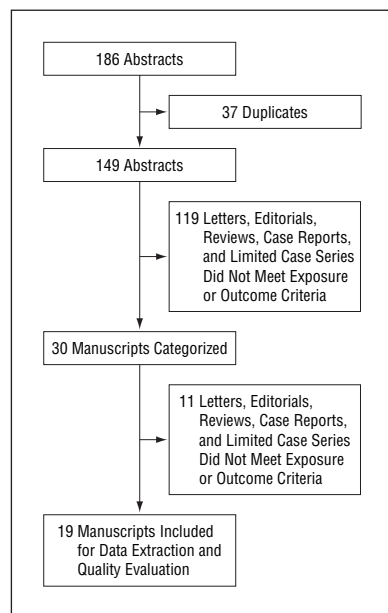 186 Abstracts
37 Duplicates
149 Abstracts
119 Letters, Editorials,
Reviews, Case Reports,
and Limited Case Series
Did Not Meet Exposure
or Outcome Criteria
30 Manuscripts Categorized
11 Letters, Editorials,
Reviews, Case Reports,
and Limited Case Series
Did Not Meet Exposure
or Outcome Criteria
19 Manuscripts Included
for Data Extraction and
Quality Evaluation